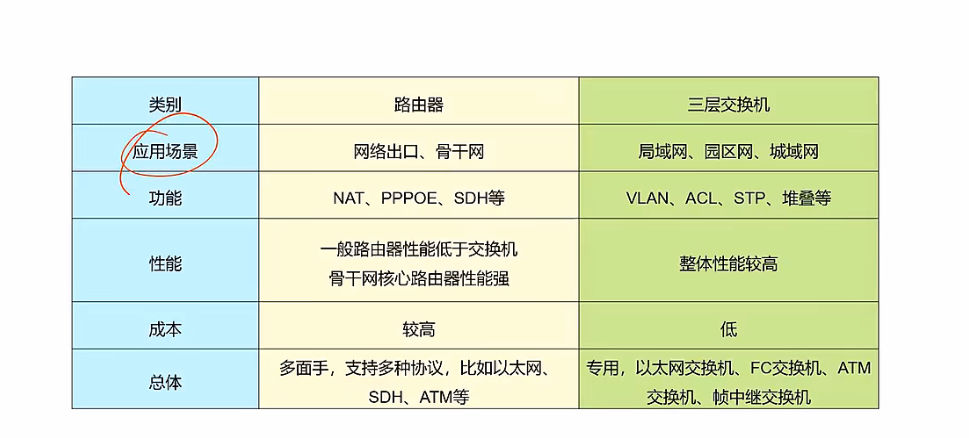 类别 路由器 三层交换机
应用场景 网络出口、骨干网 局域网、园区网、城域网
功能 NAT、PPPOE、SDH等 VLAN、ACL、STP、堆叠等
性能 一般路由器性能低于交换机 整体性能较高
骨干网核心路由器性能强
成本 较高 低
总体 多面手，支持多种协议，比如以太网、 专用，以太网交换机、FC交换机、ATM
SDH、ATM等 交换机、帧中继交换机